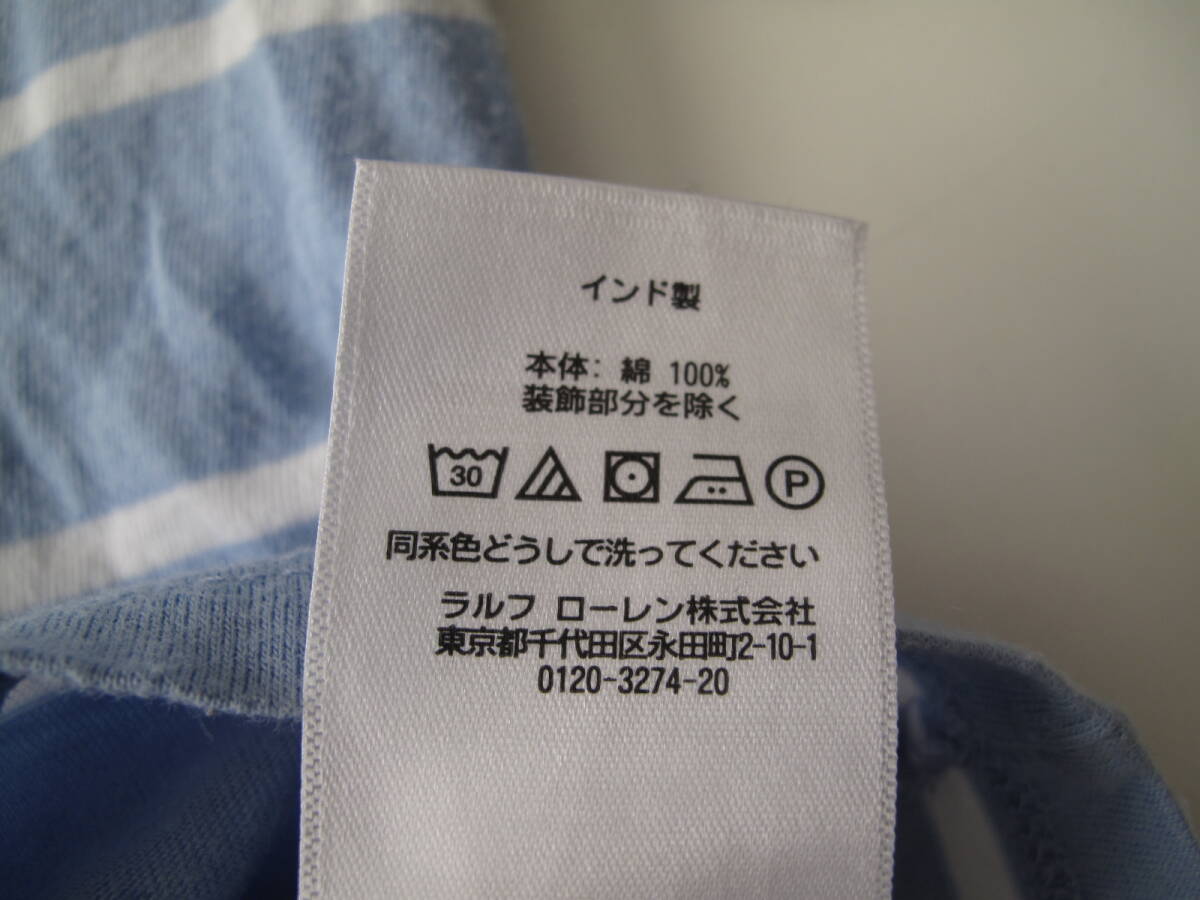 インド製
本体: 綿 100%
装飾部分を除く
30 P
同系色どうしで洗ってください
ラルフ ローレン株式会社
東京都千代田区永田町2-10-1
0120-3274-20